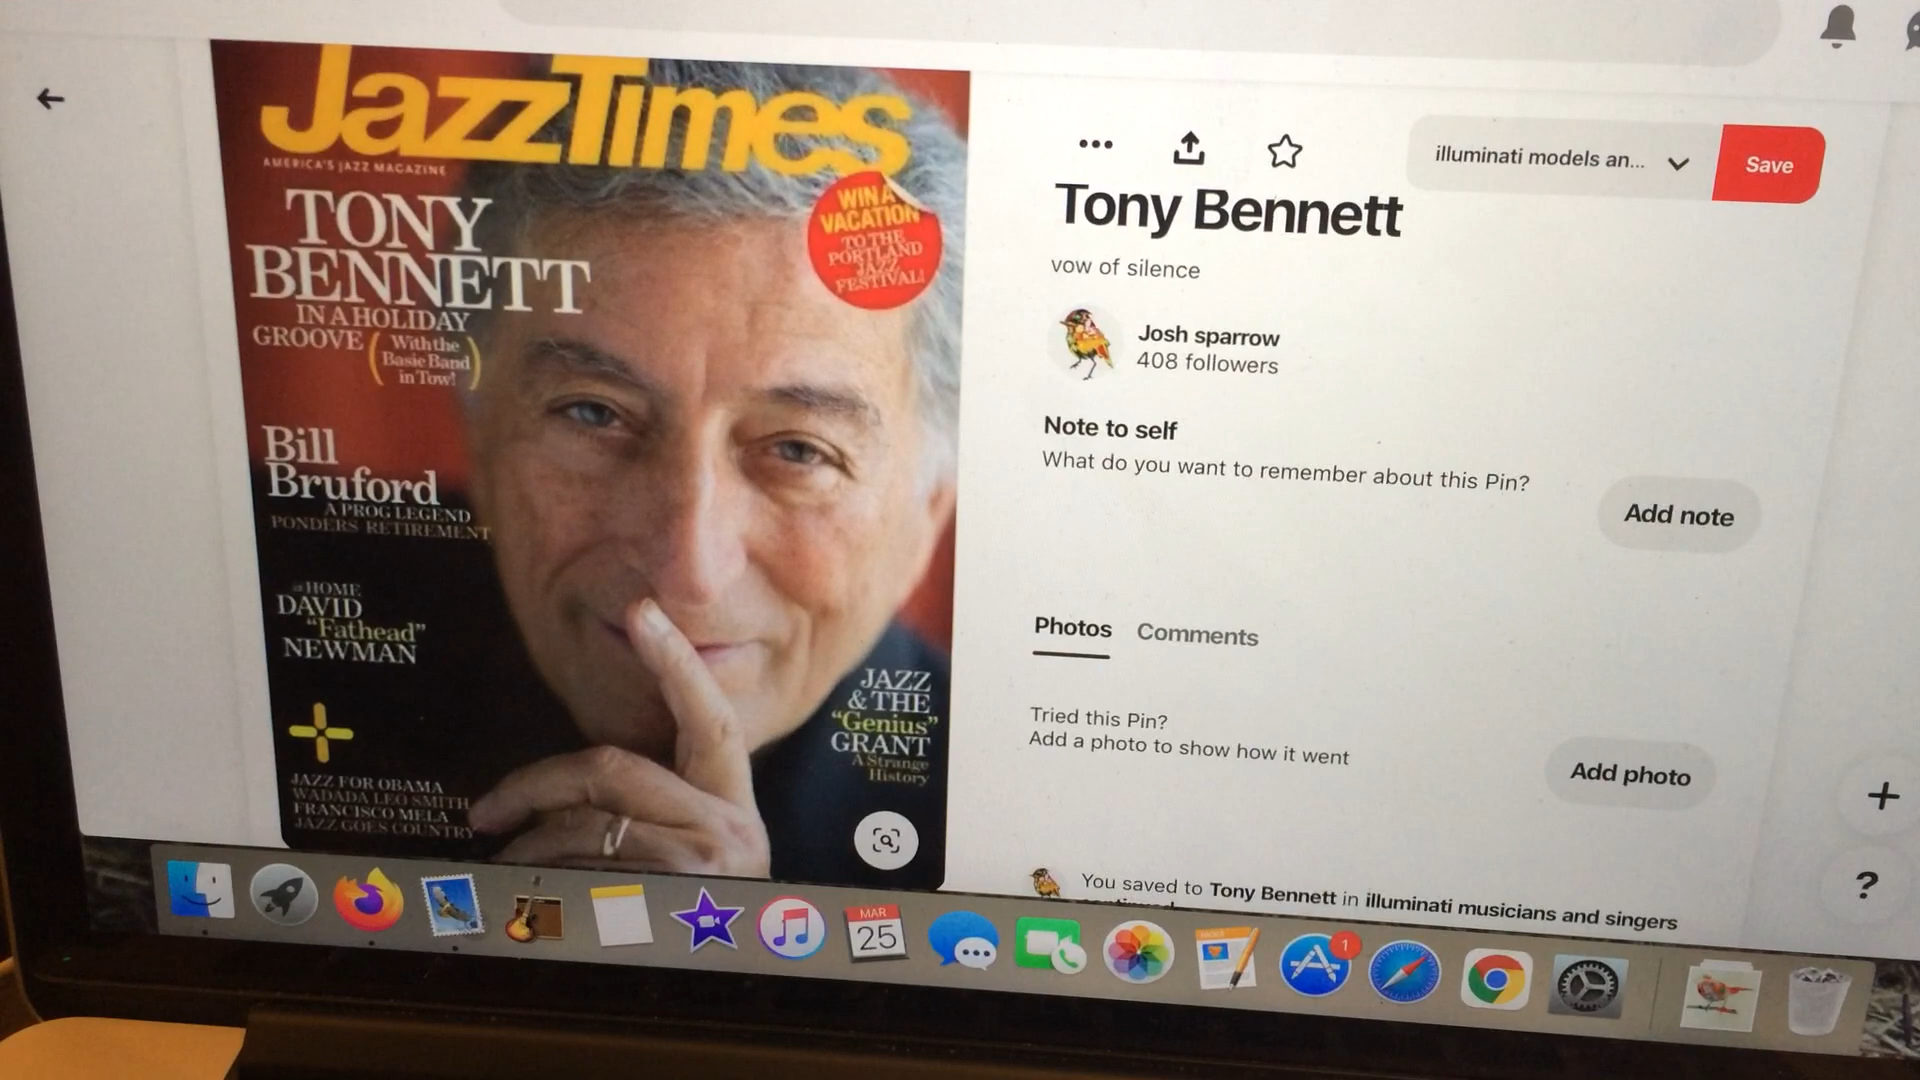 JazzTimes
AMERICA'S JAZZ MAGAZINE
TONY
BENNETT
IN A HOLIDAY
GROOVE
(With the
Basie Band
in Tow!)
WIN A
VACATION
TO THE
PORTLAND
JAZZ
FESTIVAL!
Bill
Bruford
A PROG LEGEND
PONDERS RETIREMENT
@HOME
DAVID
"Fathead"
NEWMAN
JAZZ
& THE
"Genius"
GRANT
A Strange
History
JAZZ FOR OBAMA
WADADA LEO SMITH
FRANCISCO MELA
JAZZ GOES COUNTRY
illuminati models an...
Save
Tony Bennett
vow of silence
Josh sparrow
408 followers
Note to self
What do you want to remember about this Pin?
Add note
Photos Comments
Tried this Pin?
Add a photo to show how it went
Add photo
+
?
You saved to Tony Bennett in illuminati musicians and singers
MAR
25
1